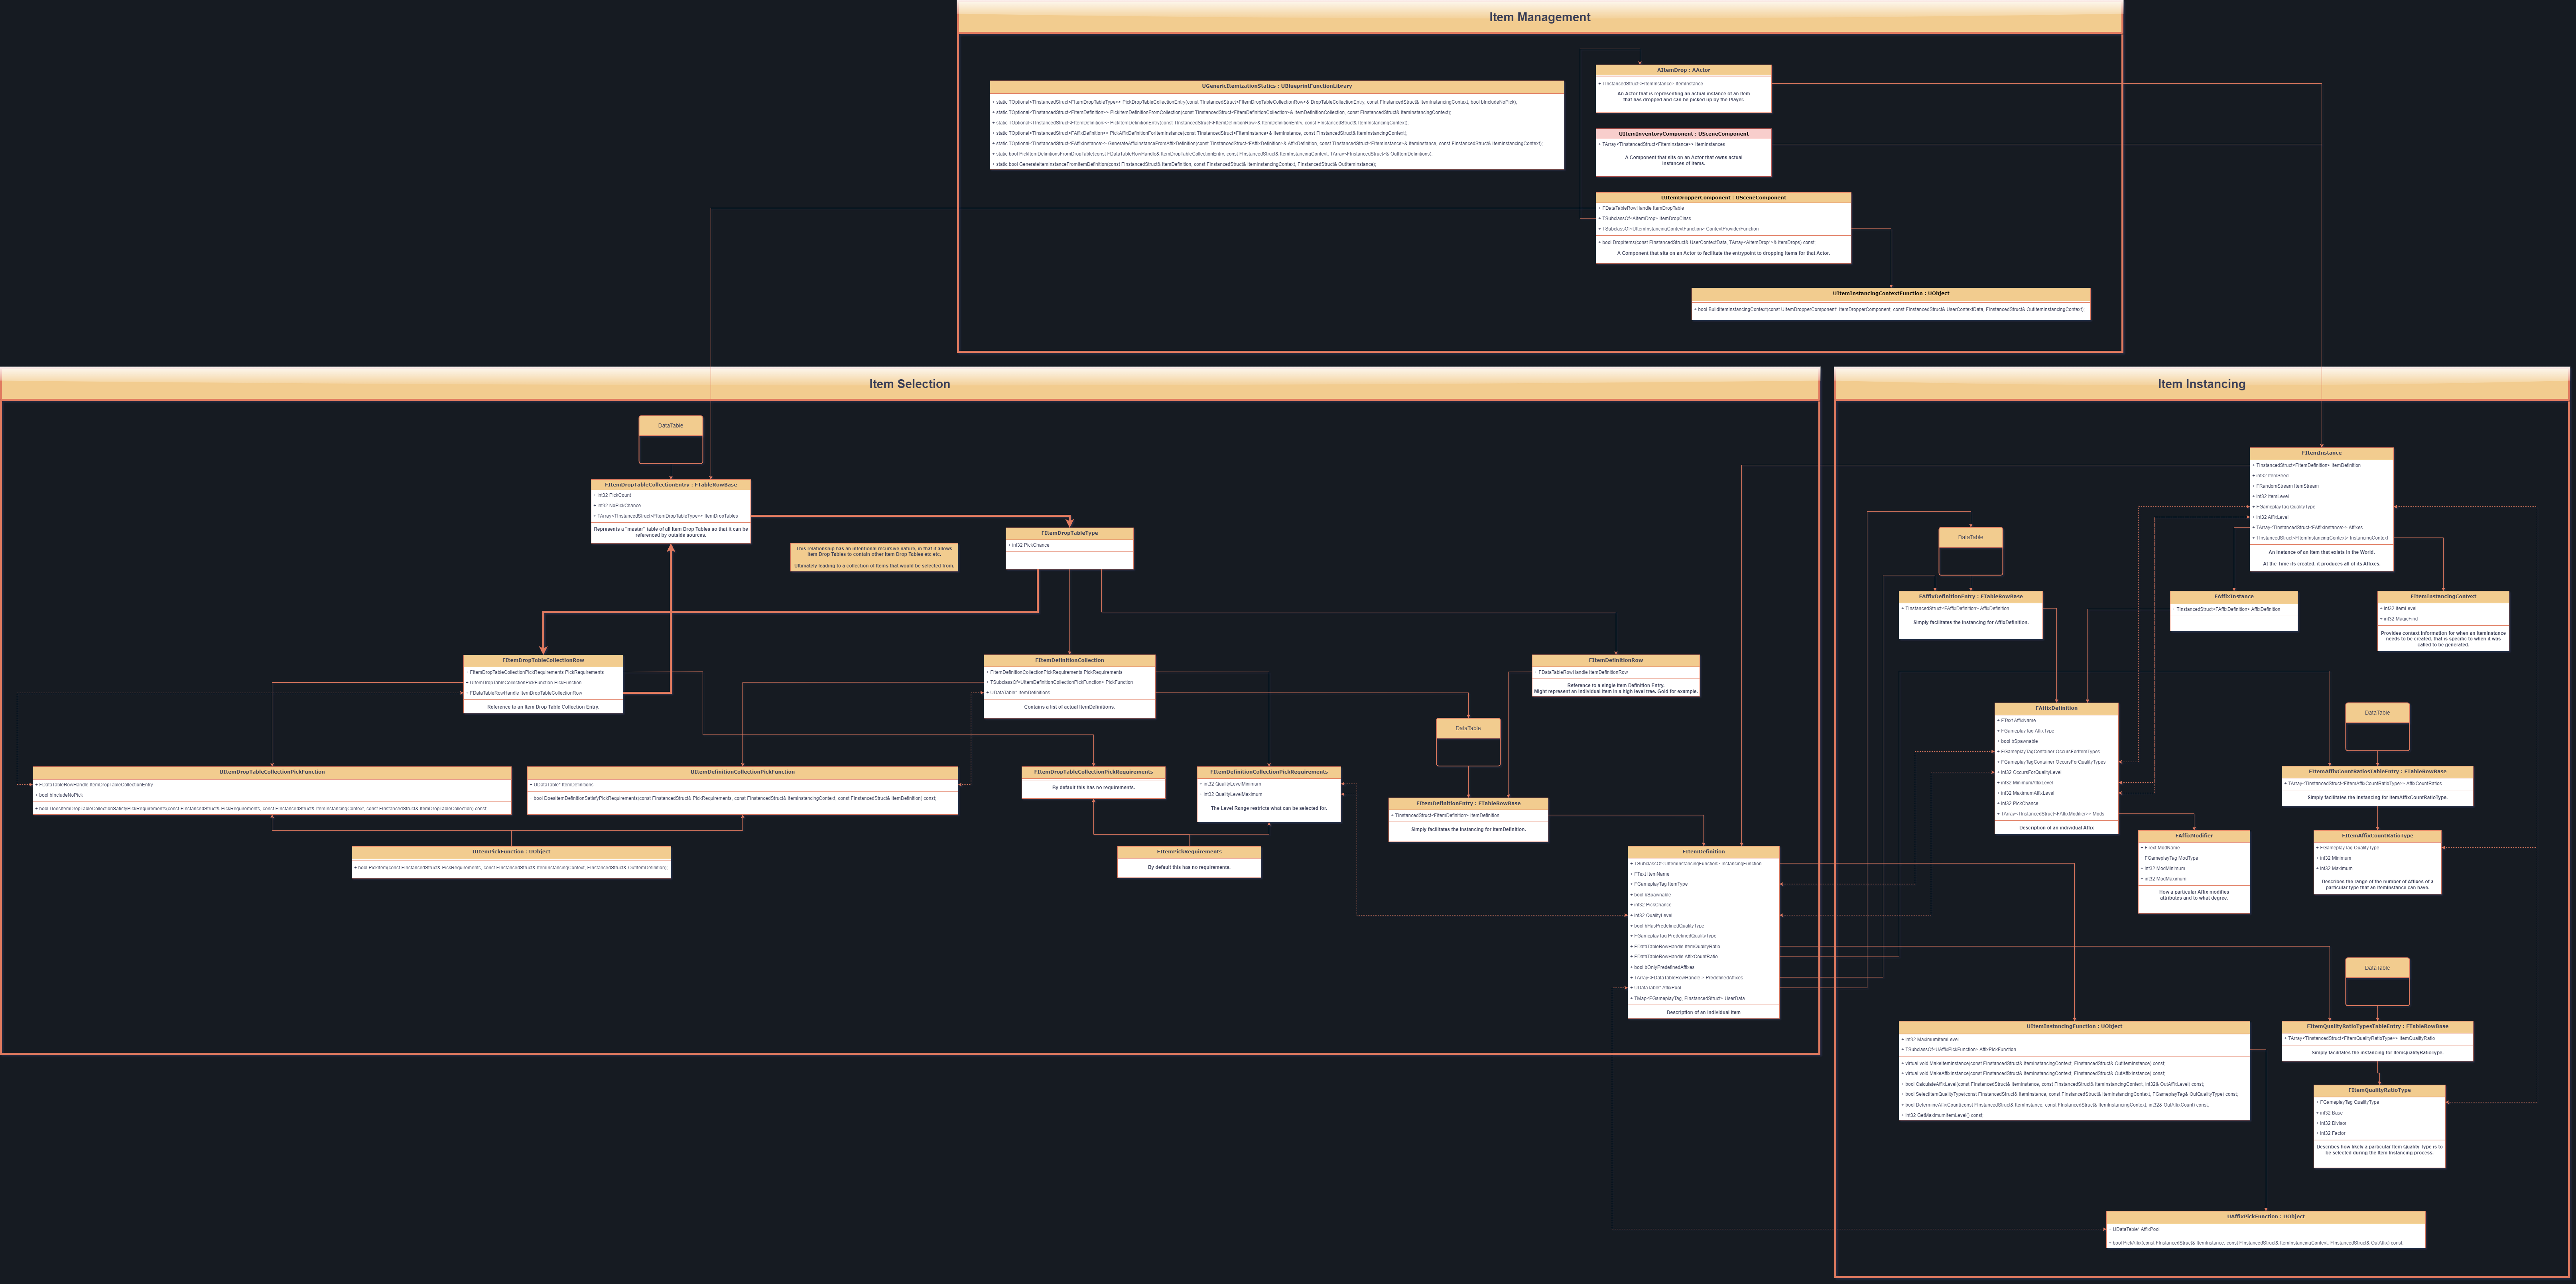 Item Management
AItemDrop : AActor
+ TInstancedStruct<FItemInstance> ItemInstance
An Actor that is representing an actual instance of an Item
that has dropped and can be picked up by the Player.
UGenericItemizationStatics : UBlueprintFunctionLibrary
+ static TOptional<TInstancedStruct<FItemDropTableType>> PickDropTableCollectionEntry(const TInstancedStruct<FItemDropTableCollectionRow>& DropTableCollectionEntry, const FInstancedStruct& ItemInstancingContext, bool bIncludeNoPick);
+ static TOptional<TInstancedStruct<FItemDefinition>> PickItemDefinitionFromCollection(const TInstancedStruct<FItemDefinitionCollection>& ItemDefinitionCollection, const FInstancedStruct& ItemInstancingContext);
+ static TOptional<TInstancedStruct<FItemDefinition>> PickItemDefinitionEntry(const TInstancedStruct<FItemDefinitionRow>& ItemDefinitionEntry, const FInstancedStruct& ItemInstancingContext);
+ static TOptional<TInstancedStruct<FAffixDefinition>> PickAffixDefinitionForItemInstance(const TInstancedStruct<FItemInstance>& ItemInstance, const FInstancedStruct& ItemInstancingContext);
+ static TOptional<TInstancedStruct<FAffixInstance>> GenerateAffixInstanceFromAffixDefinition(const TInstancedStruct<FAffixDefinition>& AffixDefinition, const TInstancedStruct<FItemInstance>& ItemInstance, const FInstancedStruct& ItemInstancingContext)
+ static bool PickItemDefinitionsFromDropTable(const FDataTableRowHandle& ItemDropTableCollectionEntry, const FInstancedStruct& ItemInstancingContext, TArray<FInstancedStruct>& OutItemDefinitions);
+ static bool GenerateItemInstanceFromItemDefinition(const FInstancedStruct& ItemDefinition, const FInstancedStruct& ItemInstancingContext, FInstancedStruct& OutItemInstance)
UItemInventoryComponent : USceneComponent
+ TArray<TInstancedStruct<FItemInstance>> ItemInstances
A Component that sits on an Actor that owns actual
instances of Items.
UItemDropperComponent : USceneComponent
+ FDataTableRowHandle ItemDropTable
+ TSubclassOf<AItemDrop> ItemDropClass
+ TSubclassOf<UItemInstancingContextFunction> ContextProviderFunction
+ bool DropItems(const FInstancedStruct& UserContextData, TArray<AItemDrop*>& ItemDrops) const;
A Component that sits on an Actor to facilitate the entrypoint to dropping Items for that Actor.
UItemInstancingContextFunction : UObject
+ bool BuildItemInstancingContext(const UItemDropperComponent* ItemDropperComponent, const FInstancedStruct& UserContextData, FInstancedStruct& OutItemInstancingContext);
Item Selection
DataTable
FItemDropTableCollectionEntry : FTableRowBase
+ int32 PickCount
+ int32 NoPickChance
+ TArray<TInstancedStruct<FItemDropTableType>> ItemDropTables
Represents a "master" table of all Item Drop Tables so that it can be
referenced by outside sources.
FItemDropTableType
+ int32 PickChance
This relationship has an intentional recursive nature, in that it allows
Item Drop Tables to contain other Item Drop Tables etc etc.
Ultimately leading to a collection of Items that would be selected from.
FItemDropTableCollectionRow
+ FItemDropTableCollectionPickRequirements PickRequirements
+ UItemDropTableCollectionPickFunction PickFunction
+ FDataTableRowHandle ItemDropTableCollectionRow
Reference to an Item Drop Table Collection Entry.
FItemDefinitionCollection
+ FItemDefinitionCollectionPickRequirements PickRequirements
+ TSubclassOf<UItemDefinitionCollectionPickFunction> PickFunction
+ UDataTable* ItemDefinitions
Contains a list of actual ItemDefinitions.
FItemDefinitionRow
+ FDataTableRowHandle ItemDefinitionRow
Reference to a single Item Definition Entry.
Might represent an individual item in a high level tree. Gold for example.
DataTable
UItemDropTableCollectionPickFunction
+ FDataTableRowHandle ItemDropTableCollectionEntry
+ bool bIncludeNoPick
+ bool DoesItemDropTableCollectionSatisfyPickRequirements(const FInstancedStruct& PickRequirements, const FInstancedStruct& ItemInstancingContext, const FInstancedStruct& ItemDropTableCollection) const;
UItemDefinitionCollectionPickFunction
+ UDataTable* ItemDefinitions
+ bool DoesItemDefinitionSatisfyPickRequirements(const FInstancedStruct& PickRequirements, const FInstancedStruct& ItemInstancingContext, const FInstancedStruct& ItemDefinition) const;
FItemDropTableCollectionPickRequirements
By default this has no requirements.
FItemDefinitionCollectionPickRequirements
+ int32 QualityLevelMinimum
+ int32 QualityLevelMaximum
The Level Range restricts what can be selected for.
FItemDefinitionEntry : FTableRowBase
+ TInstancedStruct<FItemDefinition> ItemDefinition
Simply facilitates the instancing for ItemDefinition.
UItemPickFunction : UObject
+ bool PickItem(const FInstancedStruct& PickRequirements, const FInstancedStruct& ItemInstancingContext, FInstancedStruct& OutItemDefinition);
FItemPickRequirements
By default this has no requirements.
FItemDefinition
+ TSubclassOf<UItemInstancingFunction> InstancingFunction
+ FText ItemName
+ FGameplayTag ItemType
+ bool bSpawnable
+ int32 PickChance
+ int32 QualityLevel
+ bool bHasPredefinedQualityType
+ FGameplayTag PredefinedQualityType
+ FDataTableRowHandle ItemQualityRatio
+ FDataTableRowHandle AffixCountRatio
+ bool bOnlyPredefinedAffixes
+ TArray<FDataTableRowHandle > PredefinedAffixes
+ UDataTable* AffixPool
+ TMap<FGameplayTag, FInstancedStruct> UserData
Description of an individual Item
Item Instancing
FItemInstance
+ TInstancedStruct<FItemDefinition> ItemDefinition
+ int32 ItemSeed
+ FRandomStream ItemStream
+ int32 ItemLevel
+ FGameplayTag QualityType
+ int32 AffixLevel
+ TArray<TInstancedStruct<FAffixInstance>> Affixes
+ TInstancedStruct<FItemInstancingContext> InstancingContext
An instance of an Item that exists in the World.
At the Time its created, it produces all of its Affixes.
DataTable
FAffixDefinitionEntry : FTableRowBase
+ TInstancedStruct<FAffixDefinition> AffixDefinition
Simply facilitates the instancing for AffixDefinition.
FAffixInstance
+ TInstancedStruct<FAffixDefinition> AffixDefinition
FItemInstancingContext
+ int32 ItemLevel
+ int32 MagicFind
Provides context information for when an ItemInstance
needs to be created, that is specific to when it was
called to be generated.
FAffixDefinition
+ FText AffixName
+ FGameplayTag AffixType
+ bool bSpawnable
+ FGameplayTagContainer OccursForItemTypes
+ FGameplayTagContainer OccursForQualityTypes
+ int32 OccursForQualityLevel
+ int32 MinimumAffixLevel
+ int32 MaximumAffixLevel
+ int32 PickChance
+ TArray<TInstancedStruct<FAffixModifier>> Mods
Description of an individual Affix
DataTable
FItemAffixCountRatiosTableEntry : FTableRowBase
+ TArray<TInstancedStruct<FItemAffixCountRatioType>> AffixCountRatios
Simply facilitates the instancing for ItemAffixCountRatioType.
FAffixModifier
+ FText ModName
+ FGameplayTag ModType
+ int32 ModMinimum
+ int32 ModMaximum
How a particular Affix modifies
attributes and to what degree.
FItemAffixCountRatioType
+ FGameplayTag QualityType
+ int32 Minimum
+ int32 Maximum
Describes the range of the number of Affixes of a
particular type that an ItemInstance can have.
DataTable
UItemInstancingFunction : UObject
+ int32 MaximumItemLevel
+ TSubclassOf<UAffixPickFunction> AffixPickFunction
+ virtual void MakeItemInstance(const FInstancedStruct& ItemInstancingContext, FInstancedStruct& OutItemInstance) const;
+ virtual void MakeAffixInstance(const FInstancedStruct& ItemInstancingContext, FInstancedStruct& OutAffixInstance) const;
+ bool CalculateAffixLevel(const FInstancedStruct& ItemInstance, const FInstancedStruct& ItemInstancingContext, int32& OutAffixLevel) const;
+ bool SelectItemQualityType(const FInstancedStruct& ItemInstance, const FInstancedStruct& ItemInstancingContext, FGameplayTag& OutQualityType) const;
+ bool DetermineAffixCount(const FInstancedStruct& ItemInstance, const FInstancedStruct& ItemInstancingContext, int32& OutAffixCount) const;
+ int32 GetMaximumItemLevel() const;
FItemQualityRatioTypesTableEntry : FTableRowBase
+ TArray<TInstancedStruct<FItemQualityRatioType>> ItemQualityRatio
Simply facilitates the instancing for ItemQualityRatioType.
FItemQualityRatioType
+ FGameplayTag QualityType
+ int32 Base
+ int32 Divisor
+ int32 Factor
Describes how likely a particular Item Quality Type is to
be selected during the Item Instancing process.
UAffixPickFunction : UObject
+ UDataTable* AffixPool
+ bool PickAffix(const FInstancedStruct& ItemInstance, const FInstancedStruct& ItemInstancingContext, FInstancedStruct& OutAffix) const;